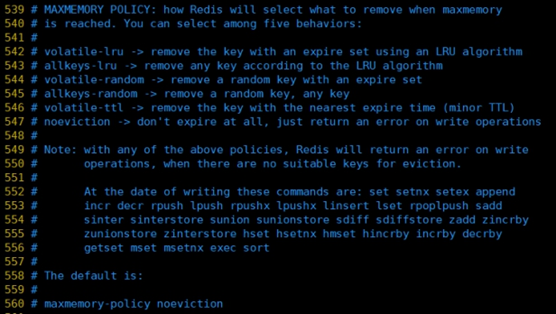 539 # MAXMEMORY POLICY: how Redis will select what to remove when maxmemory
540 # is reached. You can select among five behaviors:
541 #
542 # volatile-lru -> remove the key with an expire set using an LRU algorithm
543 # allkeys-lru -> remove any key according to the LRU algorithm
544 # volatile-random -> remove a random key with an expire set
545 # allkeys-random -> remove a random key, any key
546 # volatile-ttl -> remove the key with the nearest expire time (minor TTL)
547 # noeviction -> don't expire at all, just return an error on write operations
548 #
549 # Note: with any of the above policies, Redis will return an error on write
550 #       operations, when there are no suitable keys for eviction.
551 #
552 #       At the date of writing these commands are: set setnx setex append
553 #       incr decr rpush lpush rpushx lpushx linsert lset rpoplpush sadd
554 #       sinter sinterstore sunion sunionstore sdiff sdiffstore zadd zincrby
555 #       zunionstore zinterstore hset hsetnx hmset hincrby incrby decrby
556 #       getset mset msetnx exec sort
557 #
558 # The default is:
559 #
560 # maxmemory-policy noeviction